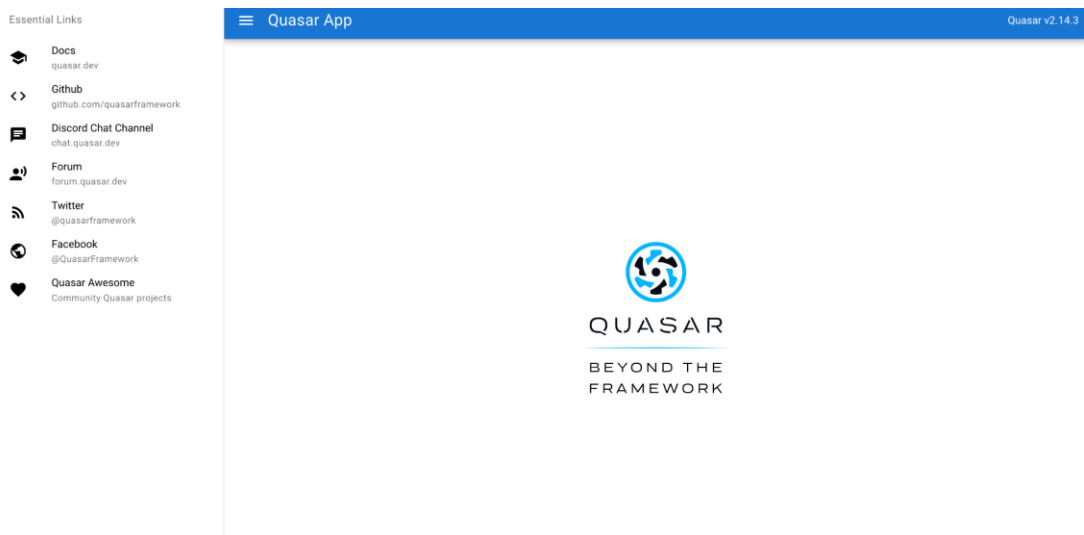 Essential Links
Docs
quasar.dev
Github
github.com/quasarframework
Discord Chat Channel
chat.quasar.dev
Forum
forum.quasar.dev
Twitter
@quasarframework
Facebook
@QuasarFramework
Quasar Awesome
Community Quasar projects
Quasar App
Quasar v2.14.3
QUASAR
BEYOND THE
FRAMEWORK